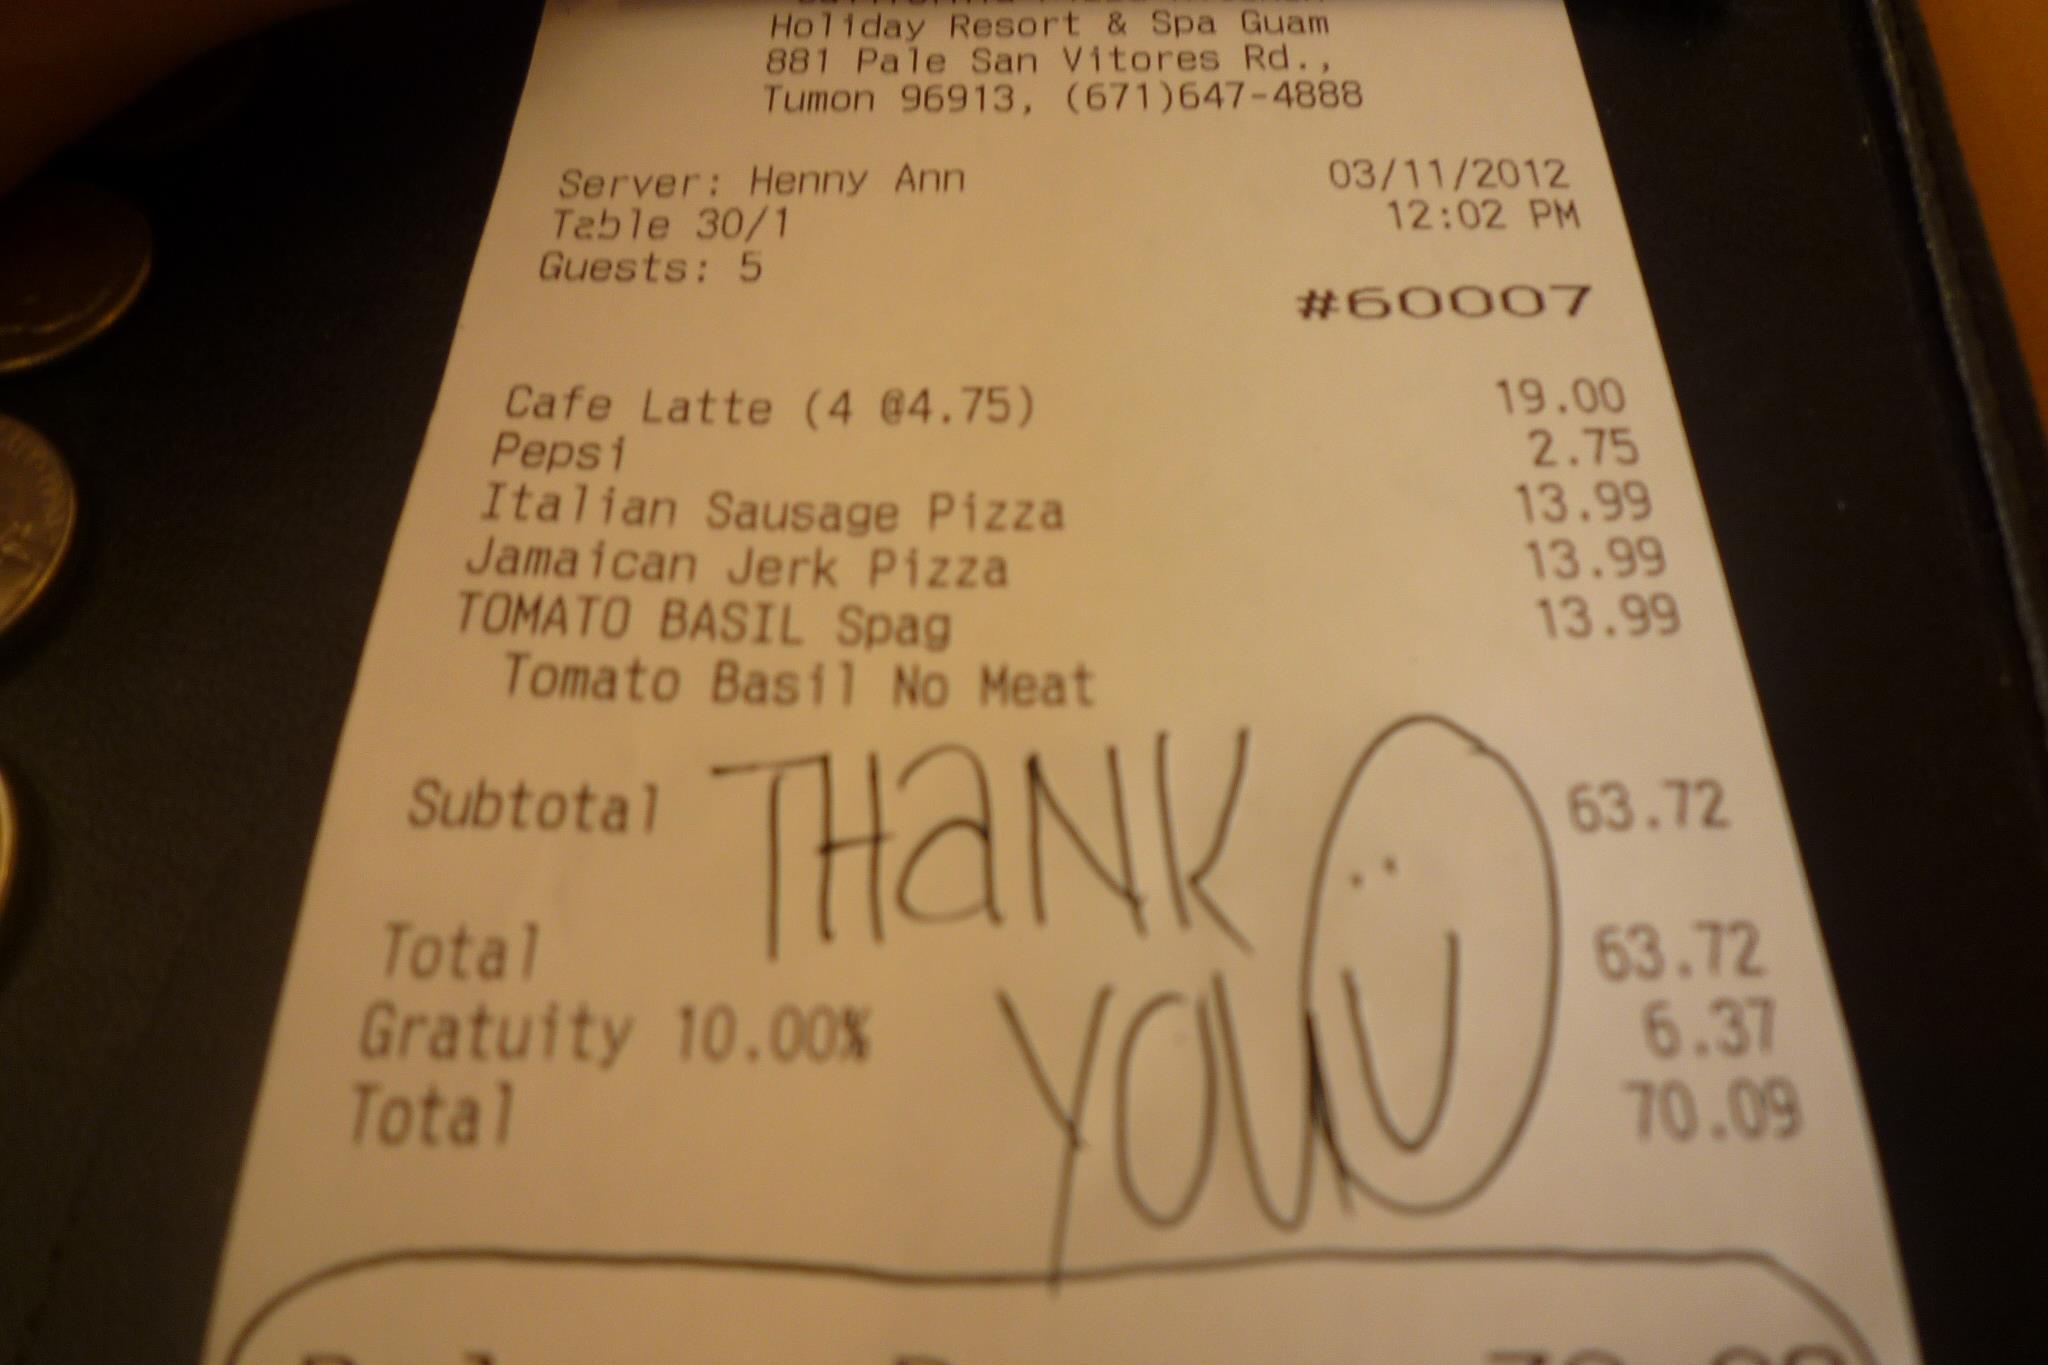 California Pizza Kitchen
Holiday Resort & Spa Guam
881 Pale San Vitores Rd.,
Tumon 96913, (671)647-4888
Server: Henny Ann 03/11/2012
Table 30/1 12:02 PM
Guests: 5
#60007
Cafe Latte (4 @4.75) 19.00
Pepsi 2.75
Italian Sausage Pizza 13.99
Jamaican Jerk Pizza 13.99
TOMATO BASIL Spag 13.99
Tomato Basil No Meat
Subtotal 63.72
THANK
YOU
Total 63.72
Gratuity 10.00% 6.37
Total 70.09